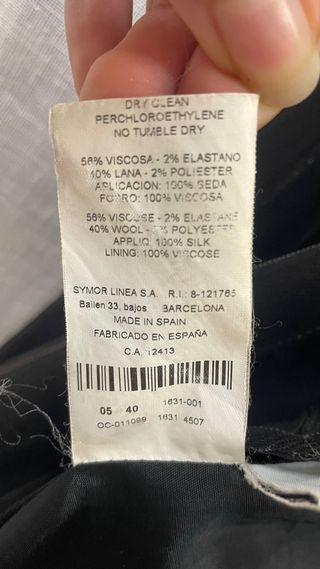 DRY CLEAN
PERCHLOROETHYLENE
NO TUMBLE DRY
56% VISCOSA - 2% ELASTANO
40% LANA - 2% POLIESTER
APLICACION: 100% SEDA
FORRO: 100% VISCOSA
56% VISCOSE - 2% ELASTANE
40% WOOL - 2% POLYESTER
APPLIQ: 100% SILK
LINING: 100% VISCOSE
SYMOR LINEA S.A. R.I.: 8-121765
Bailen 33, bajos BARCELONA
MADE IN SPAIN
FABRICADO EN ESPAÑA
C.A. 12413
05 40 1631-001
OC-011099 1631 4507